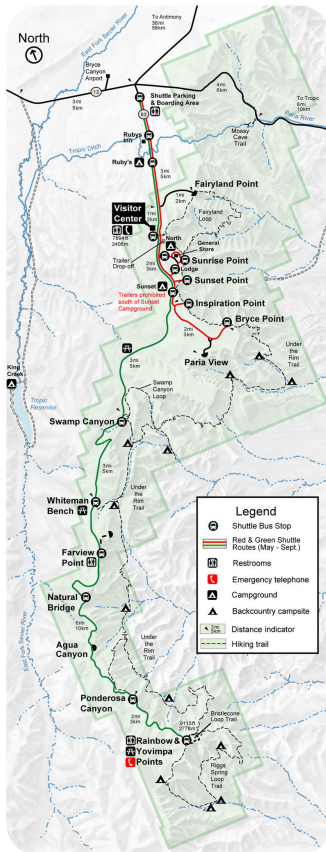 North
To Antimony
36mi
58km
East Fork Sevier River
Bryce
Canyon
Airport
12
3mi
5km
63
Shuttle Parking
& Boarding Area
4mi
6km
To Tropic
6mi
10km
Paria River
Mossy
Cave
Trail
Tropic Ditch
Rubys
Inn
Ruby's
3mi
5km
Fairyland Point
1mi
2km
Fairyland
Loop
Visitor
Center
1mi
2km
7894ft
2406m
North
General
Store
Trailer
Drop-off
2mi
3km
Lodge
Sunrise Point
Sunset Point
Sunset
Trailers prohibited
south of Sunset
Campground
Inspiration Point
Bryce Point
2mi
3km
Paria View
Under
the
Rim
Trail
King
Creek
Tropic
Reservoir
3mi
5km
Swamp
Canyon
Loop
Swamp Canyon
3mi
5km
Under
the
Rim
Trail
Whiteman
Bench
Farview
Point
Natural
Bridge
6mi
10km
Agua
Canyon
Under
the
Rim
Trail
East Fork Sevier River
Ponderosa
Canyon
2mi
3km
Rainbow &
Yovimpa
Points
9115ft
2778m
Bristlecone
Loop Trail
Riggs
Spring
Loop
Trail
Legend
Shuttle Bus Stop
Red & Green Shuttle
Routes (May - Sept.)
Restrooms
Emergency telephone
Campground
Backcountry campsite
3mi
5km
Distance indicator
Hiking trail